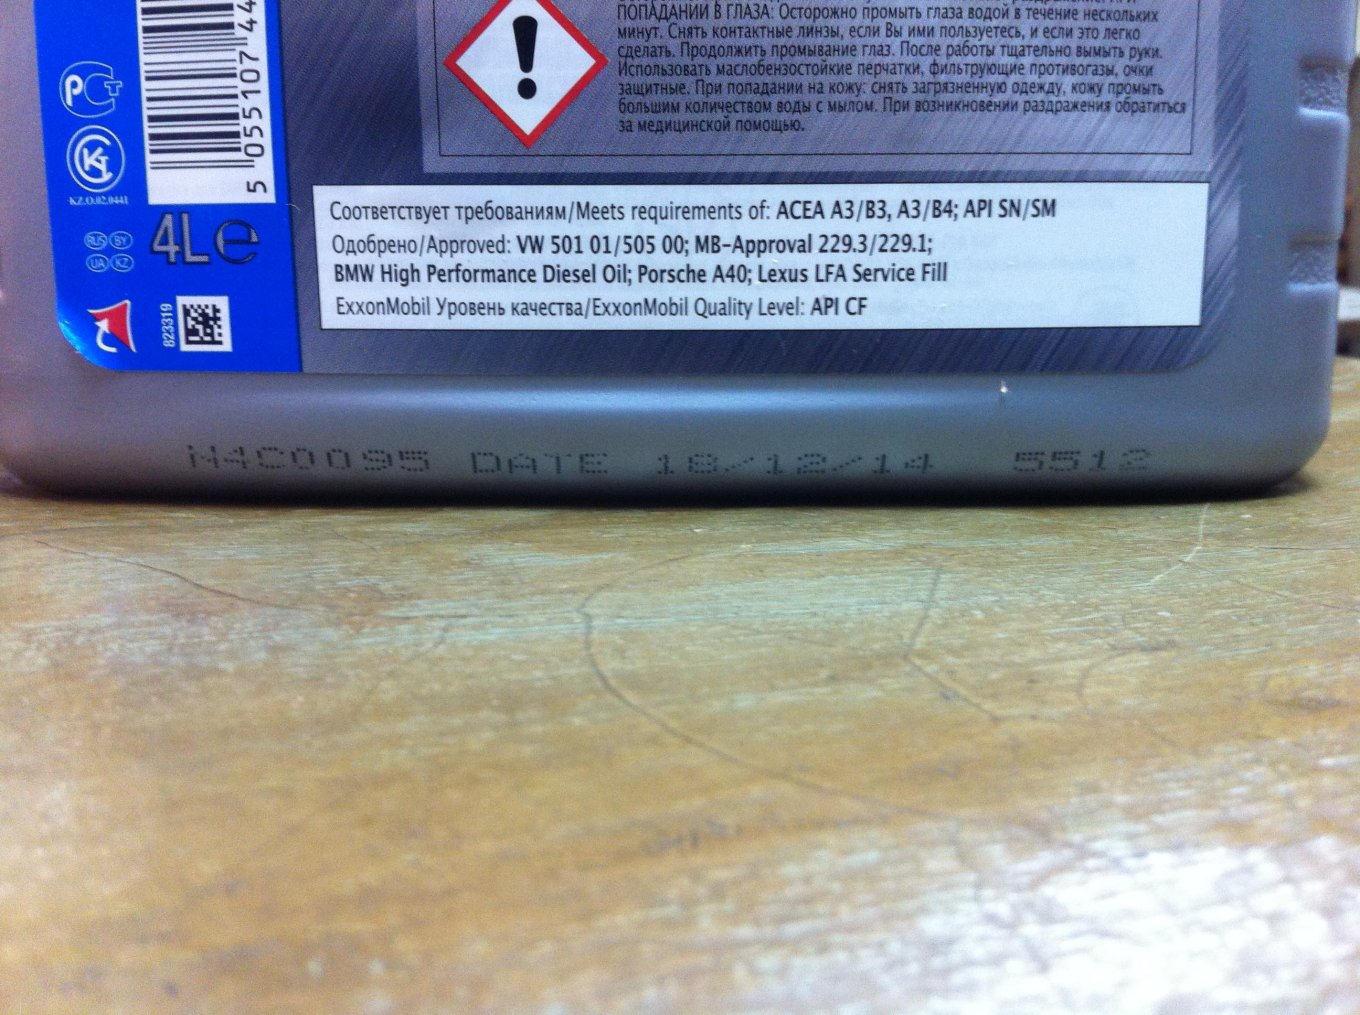 ПОПАДАНИИ В ГЛАЗА: Осторожно промыть глаза водой в течение нескольких
минут. Снять контактные линзы, если Вы ими пользуетесь, и если это легко
сделать. Продолжить промывание глаз. После работы тщательно вымыть руки.
Использовать маслобензостойкие перчатки, фильтрующие противогазы, очки
защитные. При попадании на кожу: снять загрязненную одежду, кожу промыть
большим количеством воды с мылом. При возникновении раздражения обратиться
за медицинской помощью.
5 055107 44
KZ.O.02.0441
RUS BY
UA KZ
4L e
823319
Соответствует требованиям/Meets requirements of: ACEA A3/B3, A3/B4; API SN/SM
Одобрено/Approved: VW 501 01/505 00; MB-Approval 229.3/229.1;
BMW High Performance Diesel Oil; Porsche A40; Lexus LFA Service Fill
ExxonMobil Уровень качества/ExxonMobil Quality Level: API CF
N4C0095 DATE 18/12/14 5512